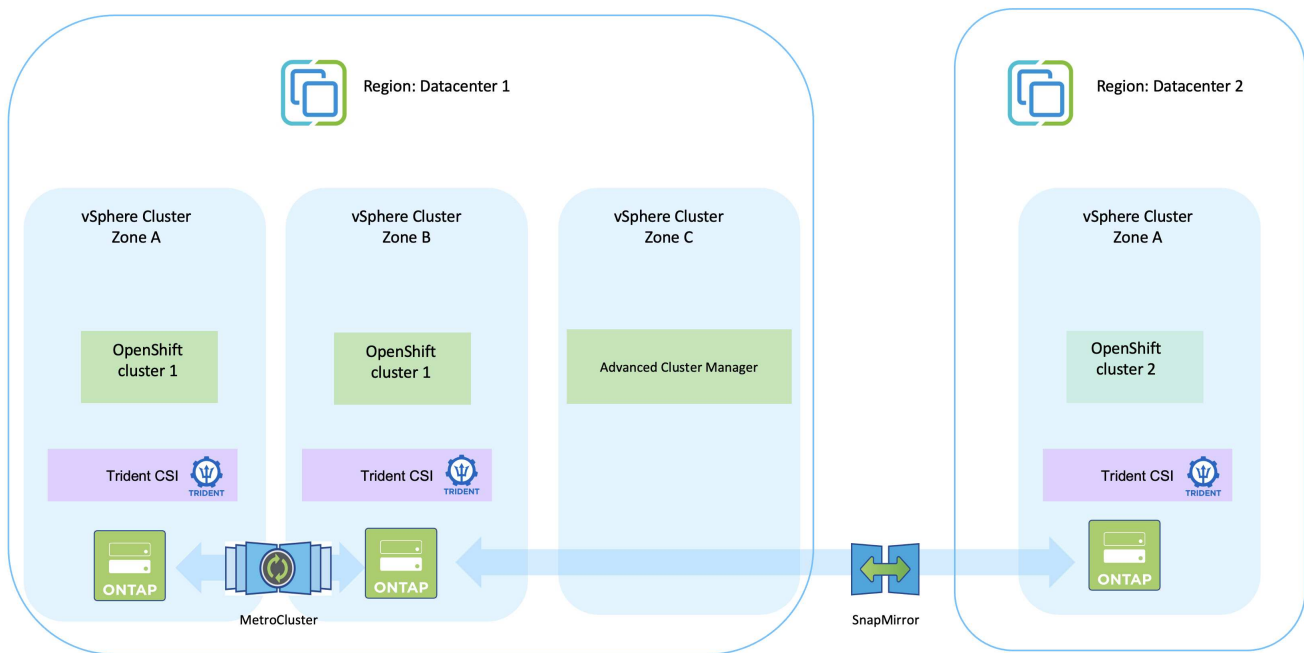 Region: Datacenter 1
Region: Datacenter 2
vSphere Cluster
Zone A
vSphere Cluster
Zone B
vSphere Cluster
Zone C
vSphere Cluster
Zone A
OpenShift
cluster 1
OpenShift
cluster 1
Advanced Cluster Manager
OpenShift
cluster 2
Trident CSI
TRIDENT
Trident CSI
TRIDENT
Trident CSI
TRIDENT
ONTAP
ONTAP
ONTAP
MetroCluster
SnapMirror